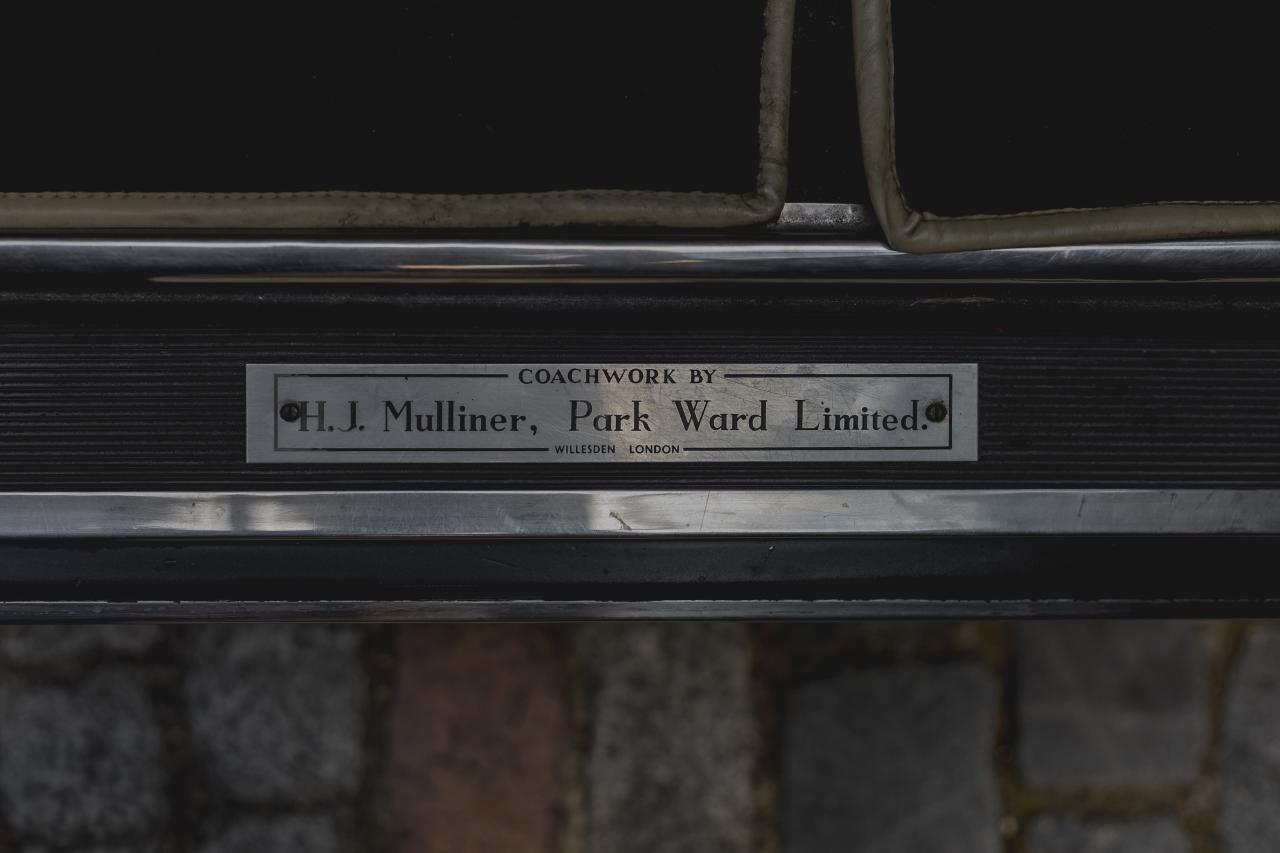 COACHWORK BY
H.J. Mulliner, Park Ward Limited.
WILLESDEN LONDON